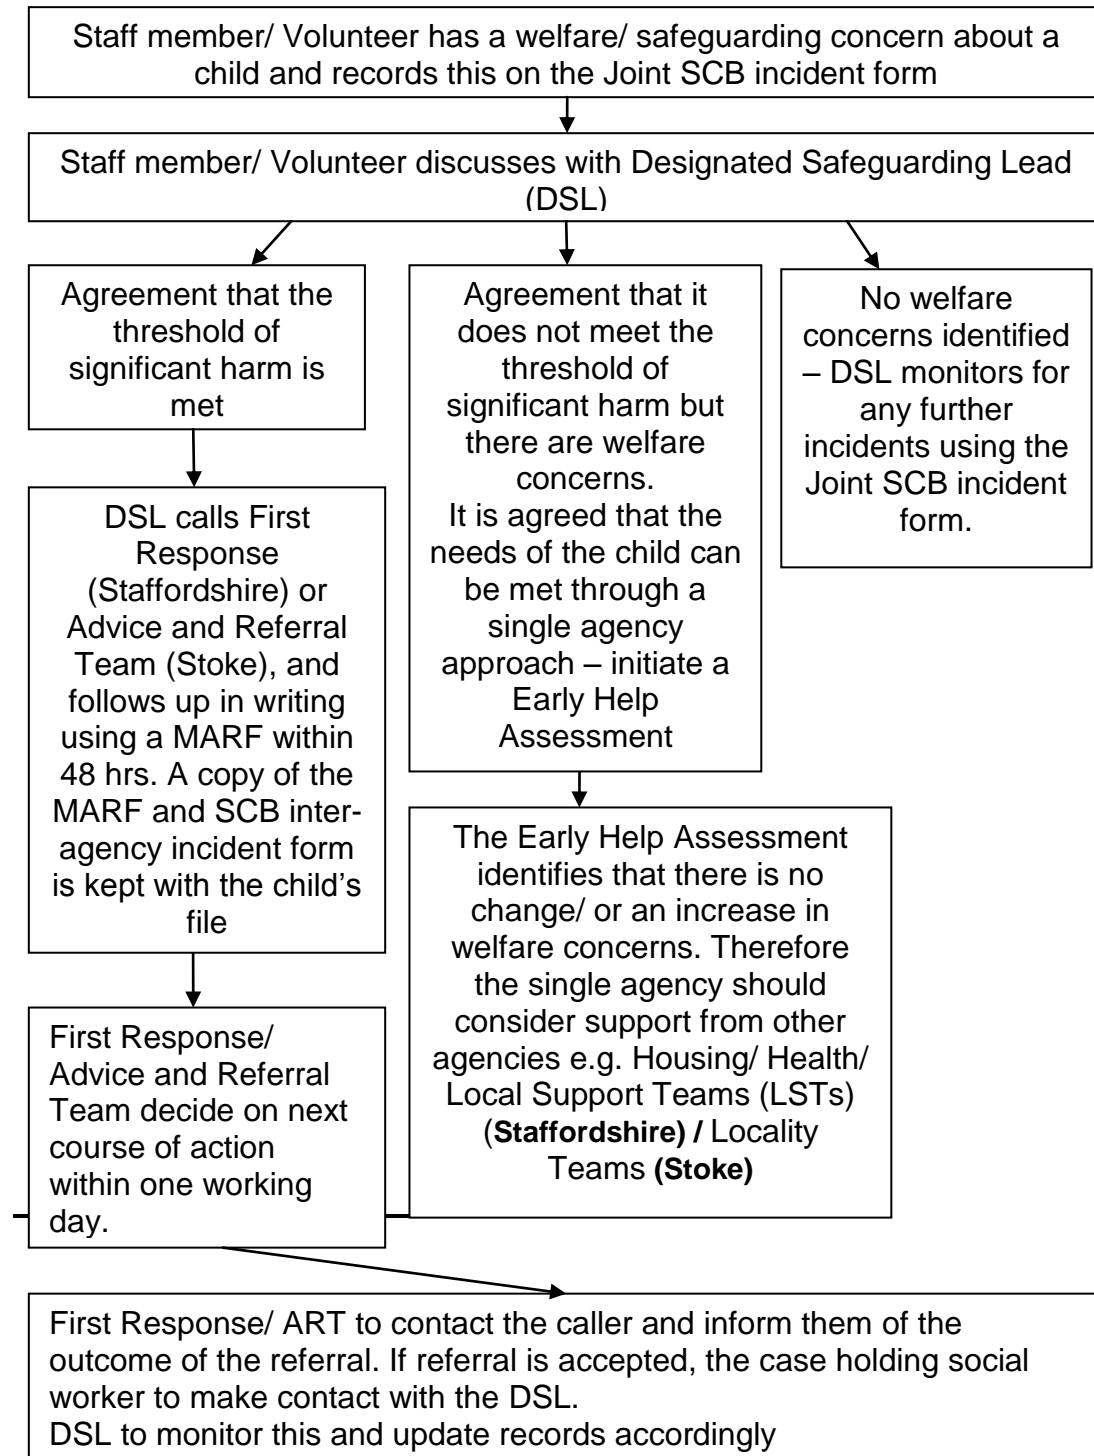 Staff member/ Volunteer has a welfare/ safeguarding concern about a
child and records this on the Joint SCB incident form
Staff member/ Volunteer discusses with Designated Safeguarding Lead
(DSL)
Agreement that the
threshold of
significant harm is
met
DSL calls First
Response
(Staffordshire) or
Advice and Referral
Team (Stoke), and
follows up in writing
using a MARF within
48 hrs. A copy of the
MARF and SCB inter-
agency incident form
is kept with the child’s
file
First Response/
Advice and Referral
Team decide on next
course of action
within one working
day.
Agreement that it
does not meet the
threshold of
significant harm but
there are welfare
concerns.
It is agreed that the
needs of the child can
be met through a
single agency
approach – initiate a
Early Help
Assessment
The Early Help Assessment
identifies that there is no
change/ or an increase in
welfare concerns. Therefore
the single agency should
consider support from other
agencies e.g. Housing/ Health/
Local Support Teams (LSTs)
(Staffordshire) / Locality
Teams (Stoke)
No welfare
concerns identified
– DSL monitors for
any further
incidents using the
Joint SCB incident
form.
First Response/ ART to contact the caller and inform them of the
outcome of the referral. If referral is accepted, the case holding social
worker to make contact with the DSL.
DSL to monitor this and update records accordingly